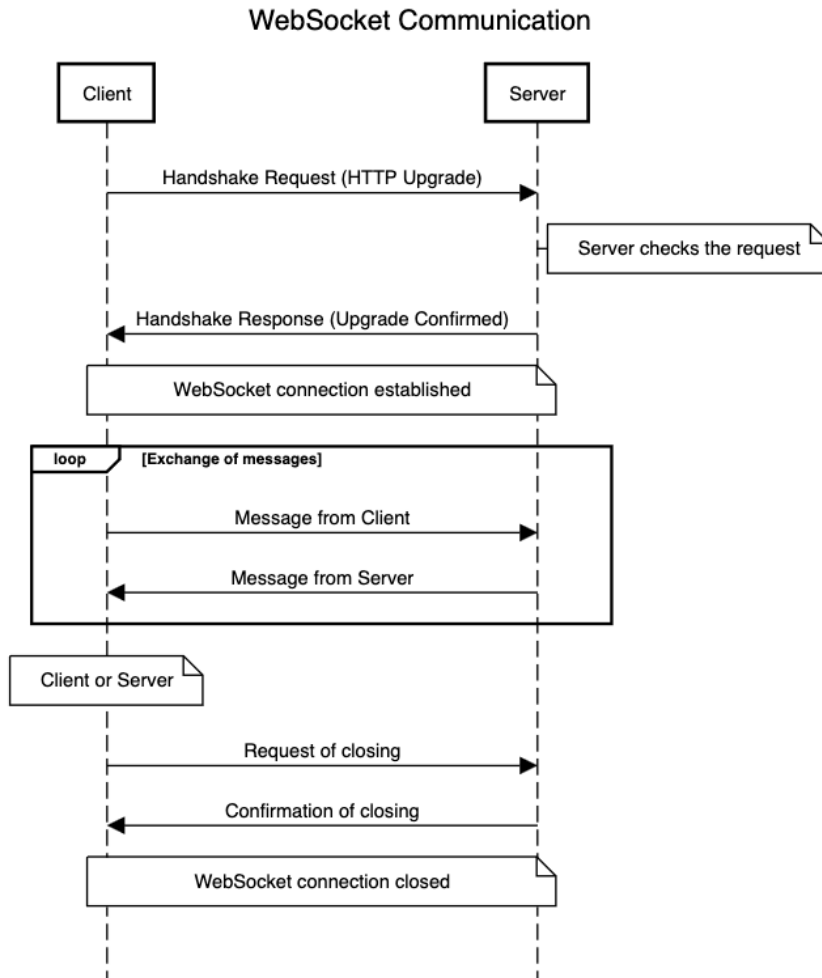 WebSocket Communication
Client
Server
Handshake Request (HTTP Upgrade)
Server checks the request
Handshake Response (Upgrade Confirmed)
WebSocket connection established
loop
[Exchange of messages]
Message from Client
Message from Server
Client or Server
Request of closing
Confirmation of closing
WebSocket connection closed